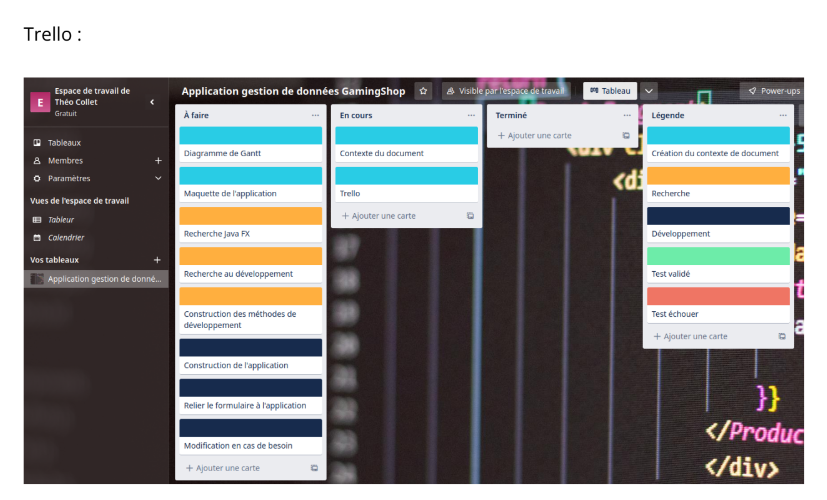 Trello :
Espace de travail de
Théo Collet
Gratuit
E
Tableaux
Membres
Paramètres
Vues de l'espace de travail
Tableur
Calendrier
Vos tableaux
Application gestion de donné...
Application gestion de données GamingShop
Visible par l'espace de travail
Tableau
Power-ups
À faire
Diagramme de Gantt
Maquette de l'application
Recherche Java FX
Recherche au développement
Construction des méthodes de
développement
Construction de l'application
Relier le formulaire à l'application
Modification en cas de besoin
+ Ajouter une carte
En cours
Contexte du document
Trello
+ Ajouter une carte
Terminé
+ Ajouter une carte
Légende
Création du contexte de document
Recherche
Développement
Test validé
Test échouer
+ Ajouter une carte
}}
</Produc
</div>